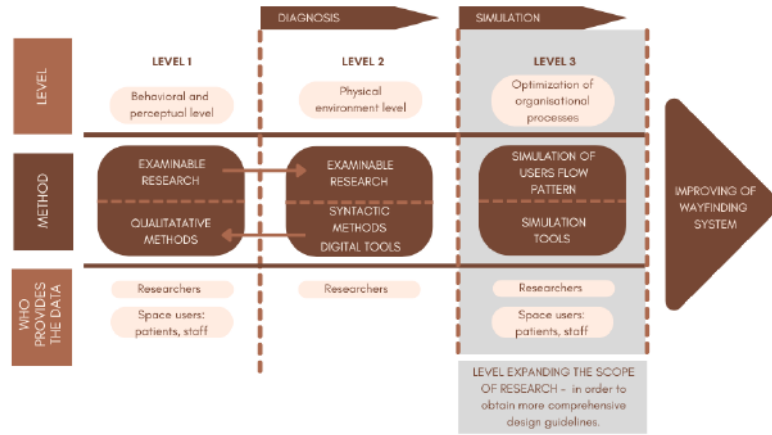 DIAGNOSIS
SIMULATION
LEVEL
LEVEL 1
Behavioral and
perceptual level
LEVEL 2
Physical
environment level
LEVEL 3
Optimization of
organisational
processes
METHOD
EXAMINABLE
RESEARCH
QUALITATATIVE
METHODS
EXAMINABLE
RESEARCH
SYNTACTIC
METHODS
DIGITAL TOOLS
SIMULATION OF
USERS FLOW
PATTERN
SIMULATION
TOOLS
IMPROVING OF
WAYFINDING
SYSTEM
WHO
PROVIDES
THE DATA
Researchers
Space users:
patients, staff
Researchers
Researchers
Space users:
patients, staff
LEVEL EXPANDING THE SCOPE
OF RESEARCH - in order to
obtain more comprehensive
design guidelines.